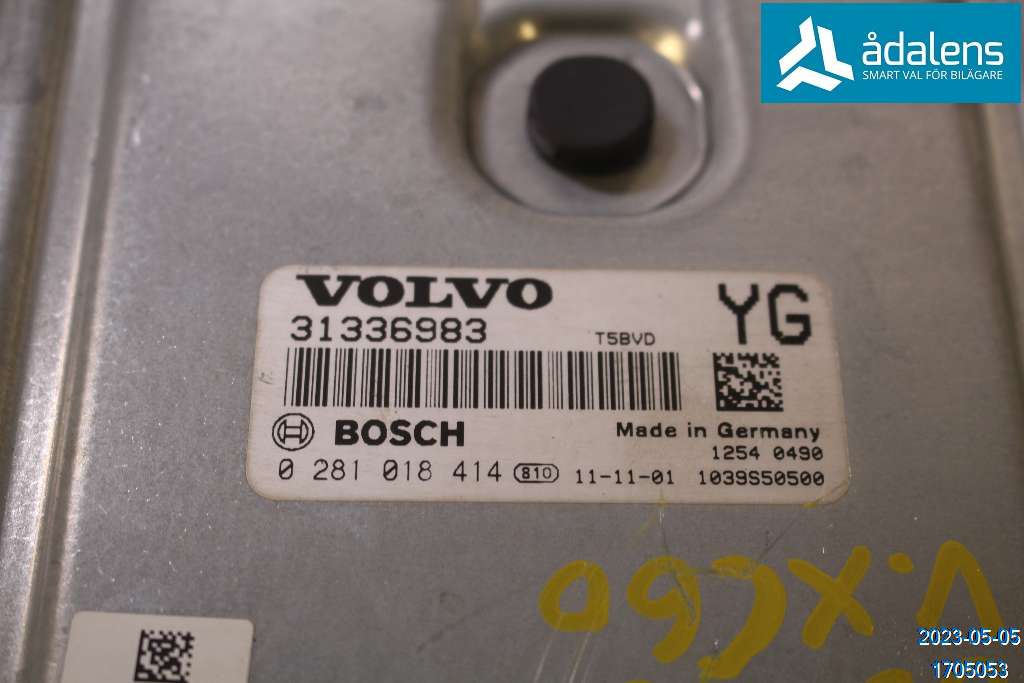 ådalens
SMART VAL FÖR BILÄGARE
VOLVO
31336983
T5BVD
YG
BOSCH
Made in Germany
1254 0490
0 281 018 414 810 11-11-01 1039S50500
V.XC60
2023-05-05
1705053